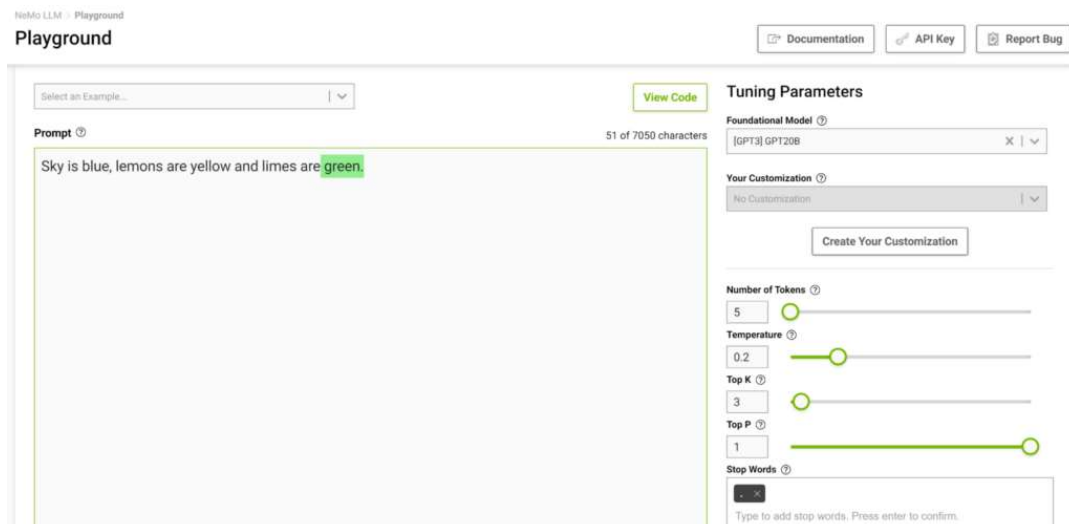 NeMo LLM > Playground
Playground
Documentation
API Key
Report Bug
Select an Example...
View Code
Prompt
51 of 7050 characters
Sky is blue, lemons are yellow and limes are green.
Tuning Parameters
Foundational Model
[GPT3] GPT20B
Your Customization
No Customization
Create Your Customization
Number of Tokens
5
Temperature
0.2
Top K
3
Top P
1
Stop Words
.
Type to add stop words. Press enter to confirm.